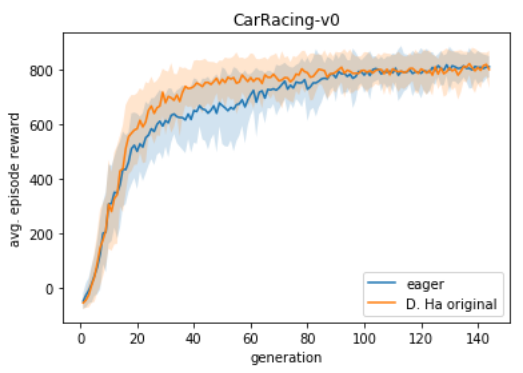 CarRacing-v0
avg. episode reward
800
600
400
200
0
0 20 40 60 80 100 120 140
generation
eager
D. Ha original